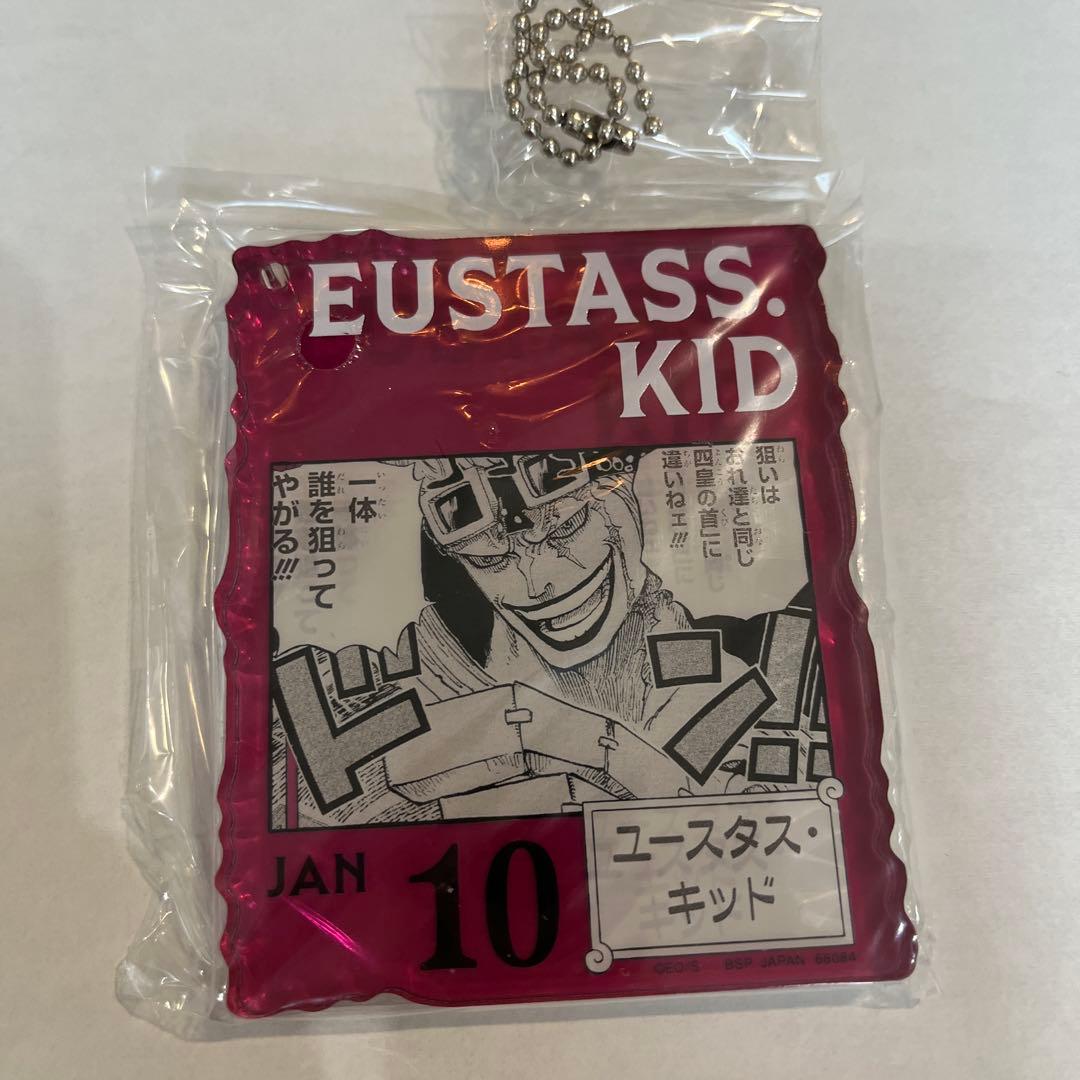 EUSTASS.
KID
狙いは
おれ達と同じ
「四皇の首」に
違いねェ!!!
一体
誰を狙って
やがる!!!
ドン!!
JAN 10
ユースタス・
キッド
©EO/S BSP JAPAN 68084